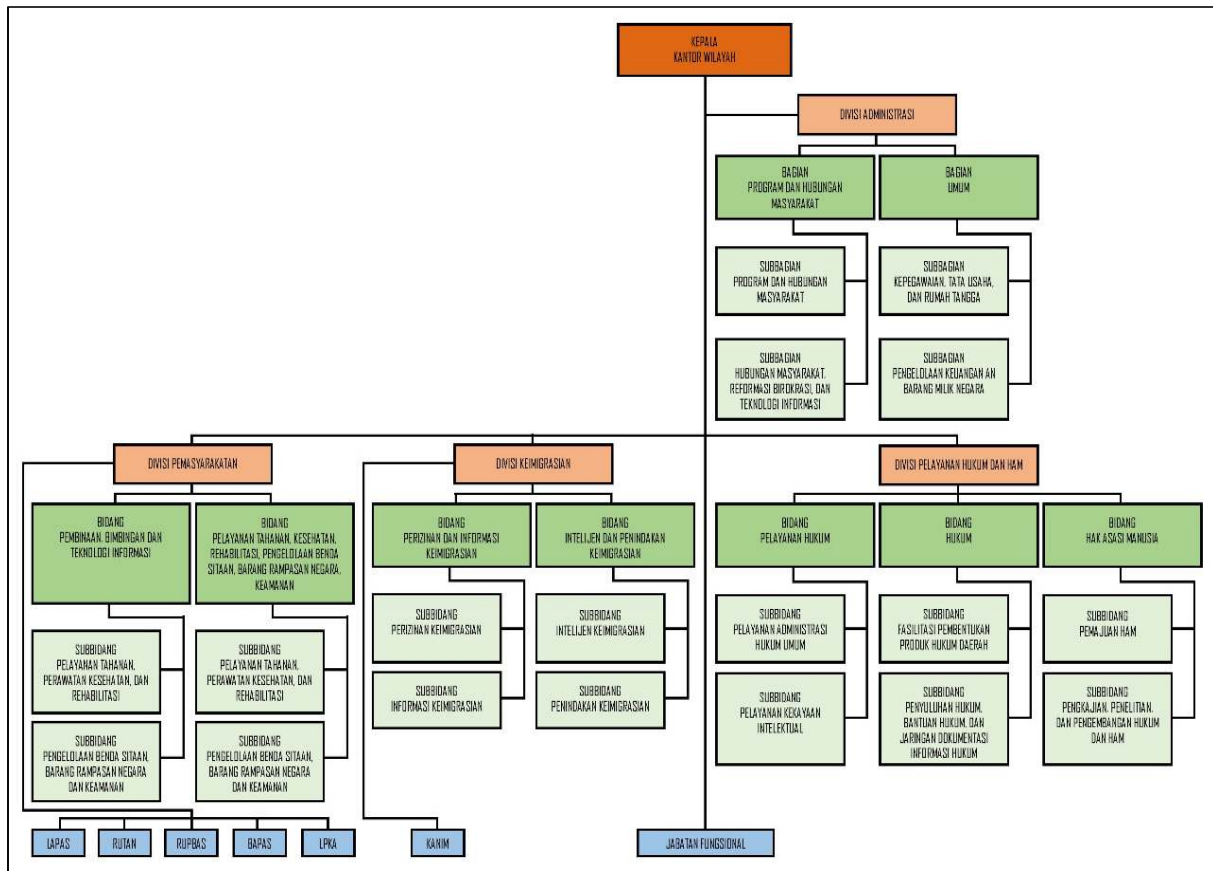 KEPALA
KANTOR WILAYAH
DIVISI ADMINISTRASI
BAGIAN
PROGRAM DAN HUBUNGAN
MASYARAKAT
BAGIAN
UMUM
SUBBAGIAN
PROGRAM DAN HUBUNGAN
MASYARAKAT
SUBBAGIAN
KEPEGAWAIAN, TATA USAHA,
DAN RUMAH TANGGA
SUBBAGIAN
HUBUNGAN MASYARAKAT,
REFORMASI BIROKRASI, DAN
TEKNOLOGI INFORMASI
SUBBAGIAN
PENGELOLAAN KEUANGAN AN
BARANG MILIK NEGARA
DIVISI PEMASYARAKATAN
DIVISI KEIMIGRASIAN
DIVISI PELAYANAN HUKUM DAN HAM
BIDANG
PEMBINAAN, BIMBINGAN DAN
TEKNOLOGI INFORMASI
BIDANG
PELAYANAN TAHANAN, KESEHATAN,
REHABILITASI, PENGELOLAAN BENDA
SITAAN, BARANG RAMPASAN NEGARA,
KEAMANAN
BIDANG
PERIZINAN DAN INFORMASI
KEIMIGRASIAN
BIDANG
INTELIJEN DAN PENINDAKAN
KEIMIGRASIAN
BIDANG
PELAYANAN HUKUM
BIDANG
HUKUM
BIDANG
HAK ASASI MANUSIA
SUBBIDANG
PELAYANAN TAHANAN,
PERAWATAN KESEHATAN, DAN
REHABILITASI
SUBBIDANG
PELAYANAN TAHANAN,
PERAWATAN KESEHATAN, DAN
REHABILITASI
SUBBIDANG
PERIZINAN KEIMIGRASIAN
SUBBIDANG
INTELIJEN KEIMIGRASIAN
SUBBIDANG
PELAYANAN ADMINISTRASI
HUKUM UMUM
SUBBIDANG
FASILITASI PEMBENTUKAN
PRODUK HUKUM DAERAH
SUBBIDANG
PEMAJUAN HAM
SUBBIDANG
PENGELOLAAN BENDA SITAAN,
BARANG RAMPASAN NEGARA
DAN KEAMANAN
SUBBIDANG
PENGELOLAAN BENDA SITAAN,
BARANG RAMPASAN NEGARA
DAN KEAMANAN
SUBBIDANG
INFORMASI KEIMIGRASIAN
SUBBIDANG
PENINDAKAN KEIMIGRASIAN
SUBBIDANG
PELAYANAN KEKAYAAN
INTELEKTUAL
SUBBIDANG
PENYULUHAN HUKUM,
BANTUAN HUKUM, DAN
JARINGAN DOKUMENTASI
INFORMASI HUKUM
SUBBIDANG
PENGKAJIAN, PENELITIAN,
DAN PENGEMBANGAN HUKUM
DAN HAM
LAPAS
RUTAN
RUPBAS
BAPAS
LPKA
KANIM
JABATAN FUNGSIONAL